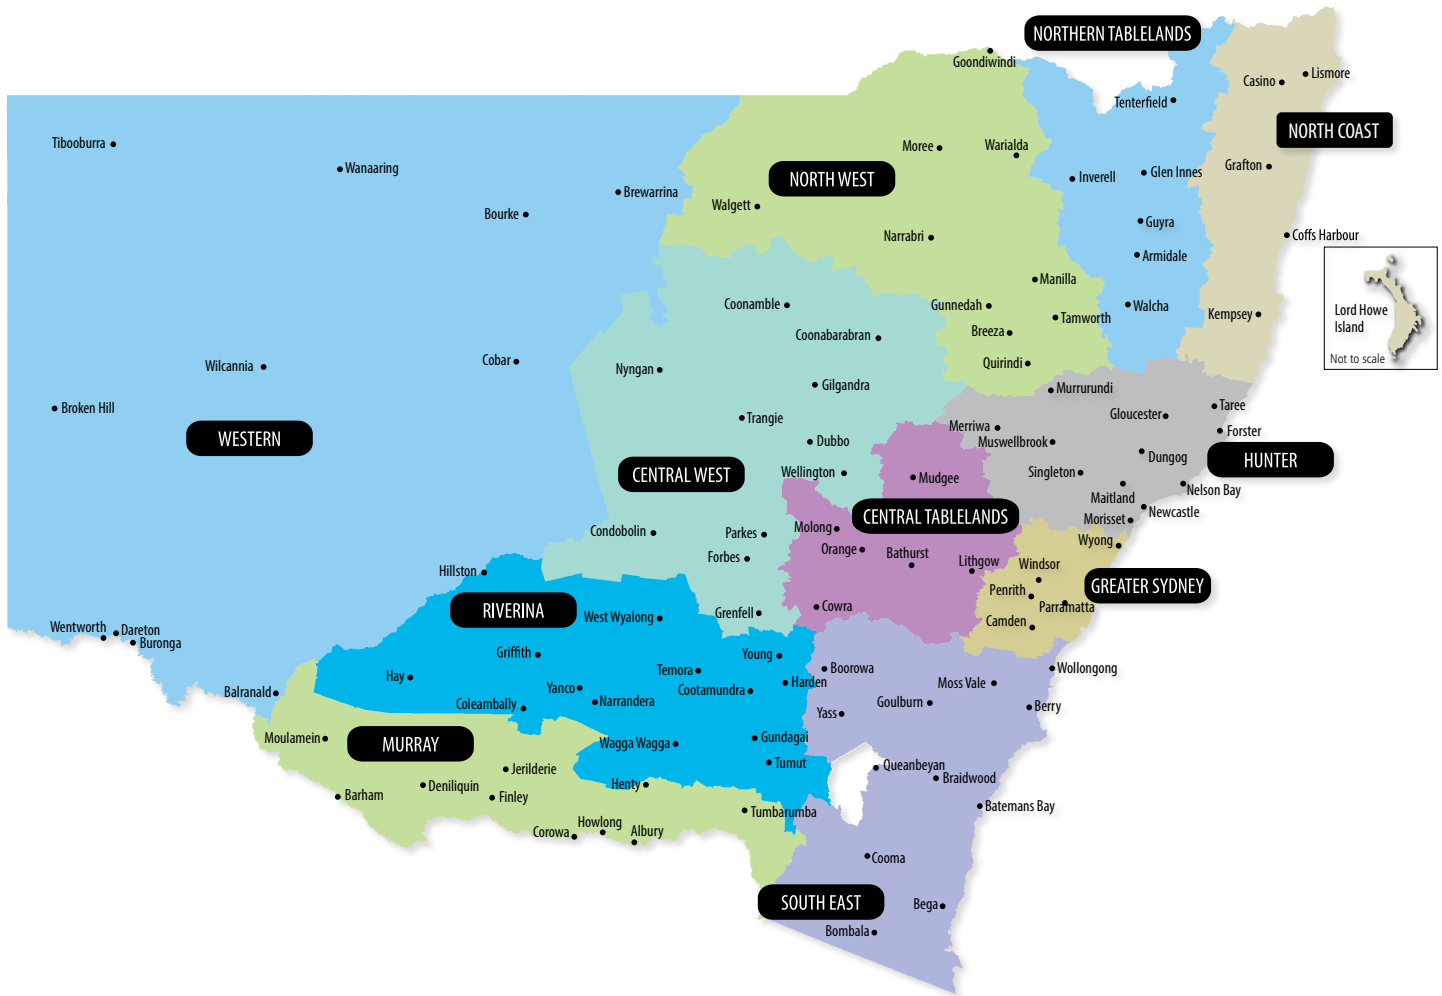 NORTHERN TABLELANDS
Goondiwindi
Casino
Lismore
Tenterfield
NORTH COAST
Tibooburra
Wanaaring
Moree
Warialda
NORTH WEST
Inverell
Glen Innes
Grafton
Brewarrina
Bourke
Walgett
Guyra
Narrabri
Coffs Harbour
Armidale
Manilla
Coonamble
Gunnedah
Walcha
Kempsey
Lord Howe
Island
Tamworth
Breeza
Coonabarabran
Not to scale
Wilcannia
Cobar
Nyngan
Quirindi
Gilgandra
Murrurundi
Broken Hill
Gloucester
Taree
Trangie
Merriwa
Forster
WESTERN
Dubbo
Muswellbrook
Dungog
HUNTER
CENTRAL WEST
Wellington
Mudgee
Singleton
Nelson Bay
Maitland
Newcastle
CENTRAL TABLELANDS
Morisset
Condobolin
Parkes
Molong
Wyong
Orange
Bathurst
Forbes
Lithgow
Windsor
Hillston
GREATER SYDNEY
Penrith
Parramatta
RIVERINA
West Wyalong
Grenfell
Cowra
Camden
Wentworth
Dareton
Buronga
Griffith
Young
Boorowa
Wollongong
Temora
Hay
Harden
Moss Vale
Balranald
Yanco
Cootamundra
Narrandera
Goulburn
Coleambally
Yass
Berry
Moulamein
MURRAY
Wagga Wagga
Gundagai
Tumut
Queanbeyan
Jerilderie
Braidwood
Deniliquin
Henty
Barham
Finley
Batemans Bay
Tumbarumba
Howlong
Corowa
Albury
Cooma
SOUTH EAST
Bega
Bombala